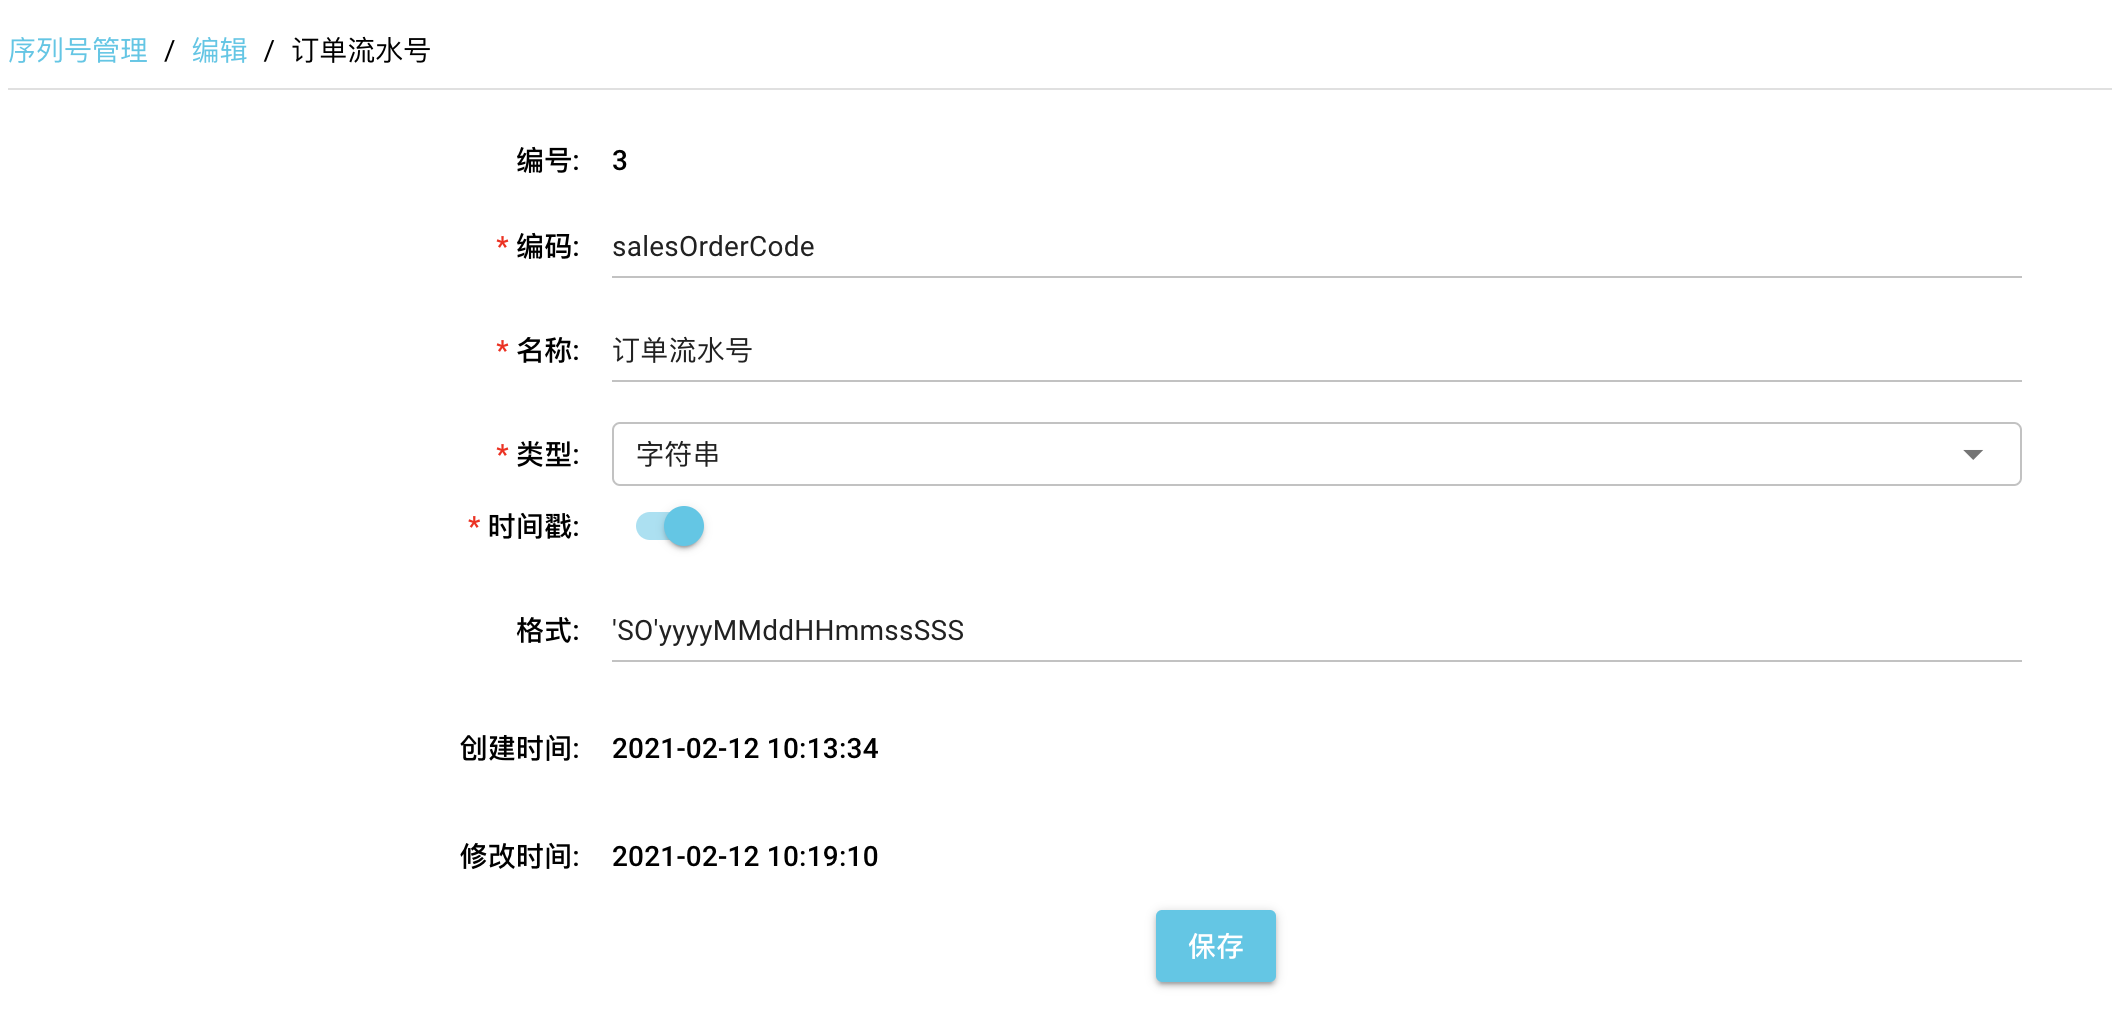 序列号管理 / 编辑 / 订单流水号
编号: 3
* 编码: salesOrderCode
* 名称: 订单流水号
* 类型: 字符串
* 时间戳:
格式: 'SO'yyyyMMddHHmmssSSS
创建时间: 2021-02-12 10:13:34
修改时间: 2021-02-12 10:19:10
保存